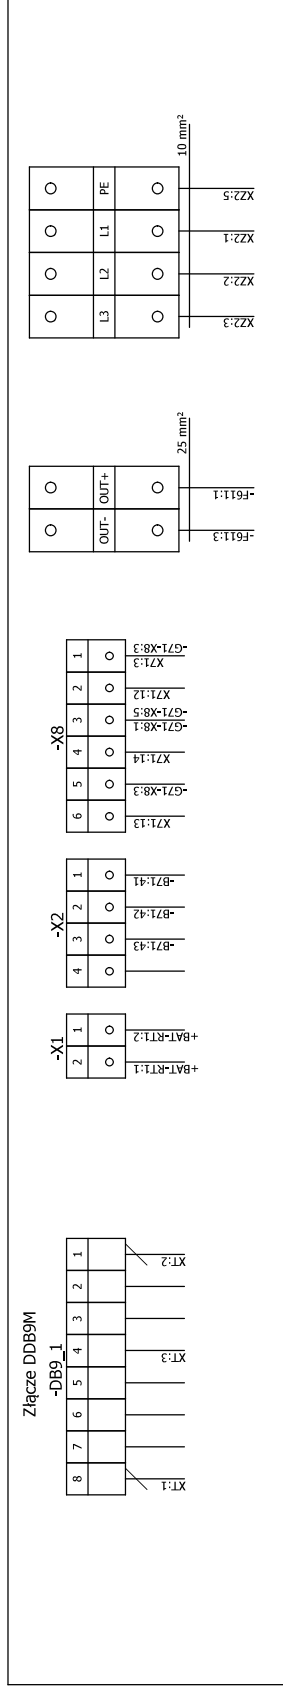 10 mm²
PE
XZ2:5
L1
XZ2:1
L2
XZ2:2
L3
XZ2:3
25 mm²
OUT+
-F611:1
OUT-
-F611:3
-X8
1
-G71-X8:3
X71:3
2
X71:12
3
-G71-X8:5
-G71-X8:1
4
X71:14
5
-G71-X8:3
6
X71:13
-X2
1
-B71:41
2
-B71:42
3
-B71:43
4
-X1
1
+BAT-RT1:2
2
+BAT-RT1:1
Złącze DDB9M
-DB9_1
1
XT:2
2
3
4
XT:3
5
6
7
8
XT:1